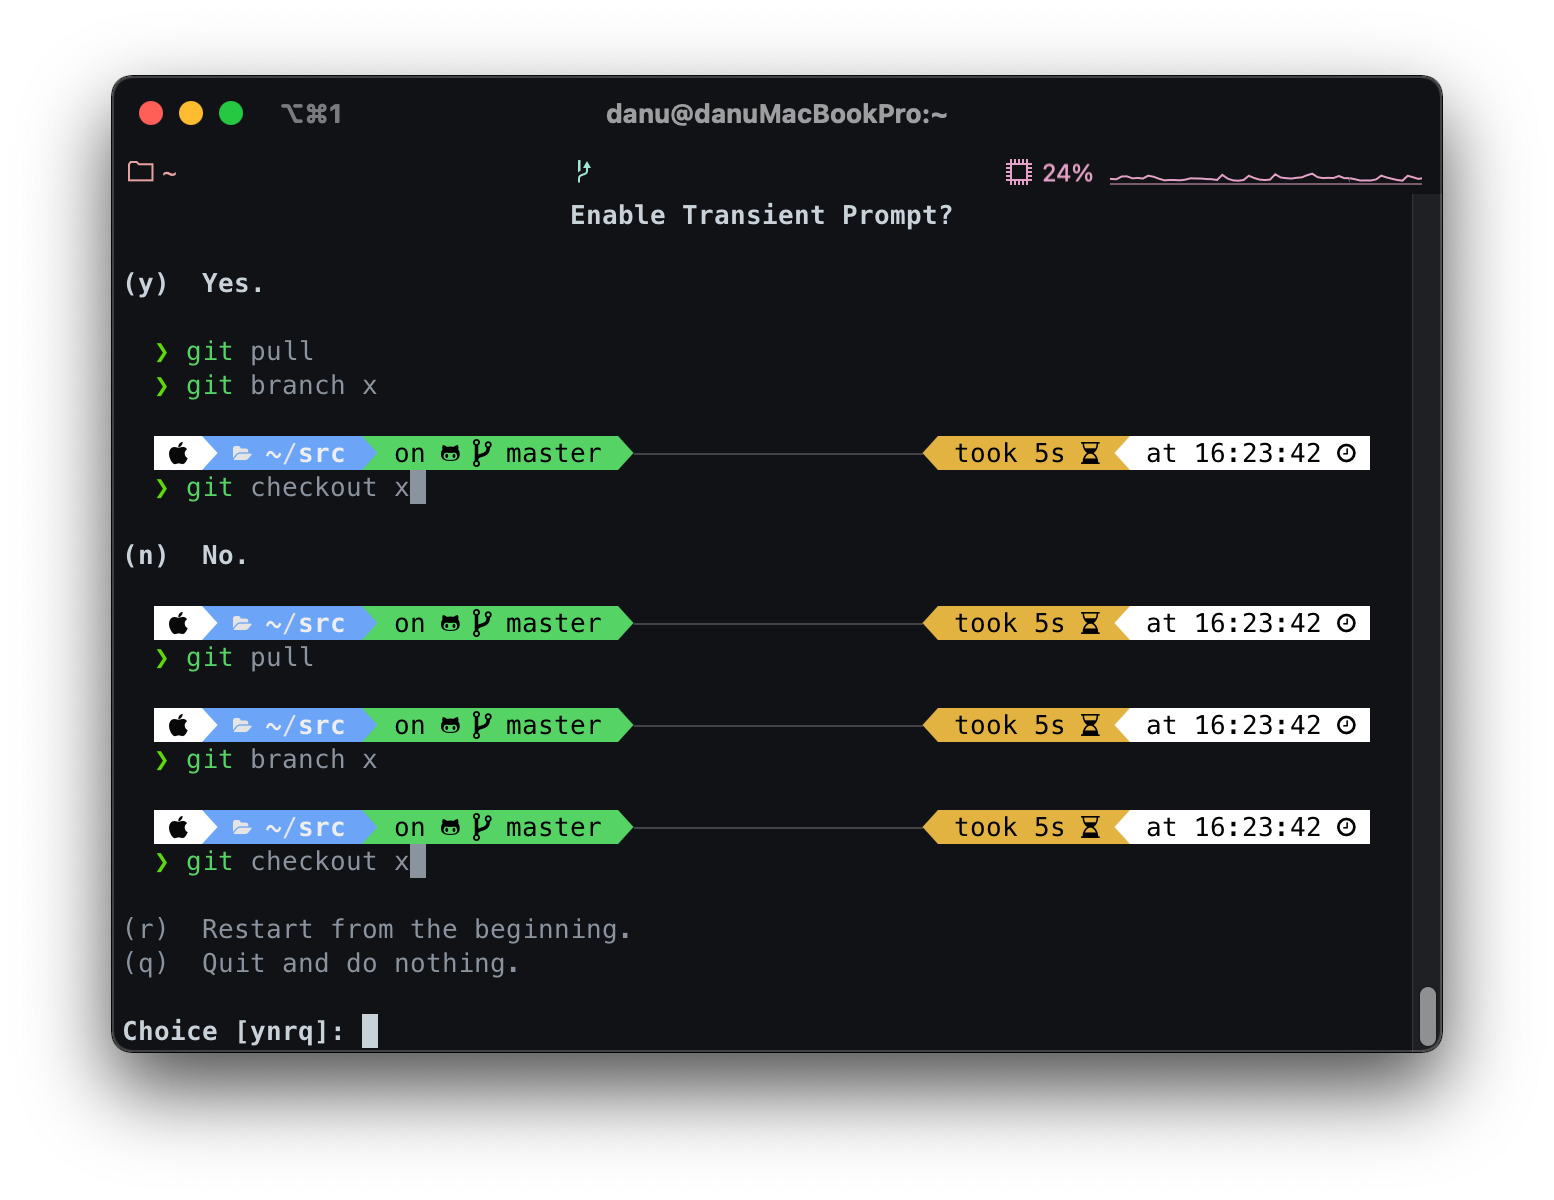 ⌥⌘1 danu@danuMacBookPro:~
~ 24%
Enable Transient Prompt?
(y) Yes.
❯ git pull
❯ git branch x
~/src on master took 5s at 16:23:42
❯ git checkout x
(n) No.
~/src on master took 5s at 16:23:42
❯ git pull
~/src on master took 5s at 16:23:42
❯ git branch x
~/src on master took 5s at 16:23:42
❯ git checkout x
(r) Restart from the beginning.
(q) Quit and do nothing.
Choice [ynrq]: